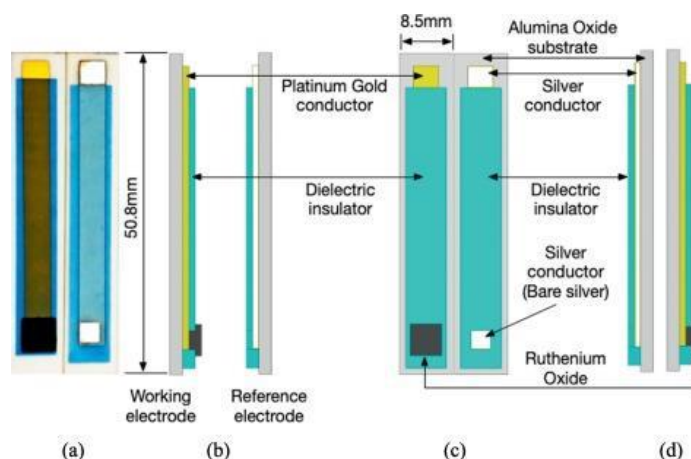 8.5mm
Alumina Oxide
substrate
Platinum Gold
conductor
Silver
conductor
50.8mm
Dielectric
insulator
Dielectric
insulator
Silver
conductor
(Bare silver)
Ruthenium
Oxide
Working
electrode
Reference
electrode
(a)
(b)
(c)
(d)